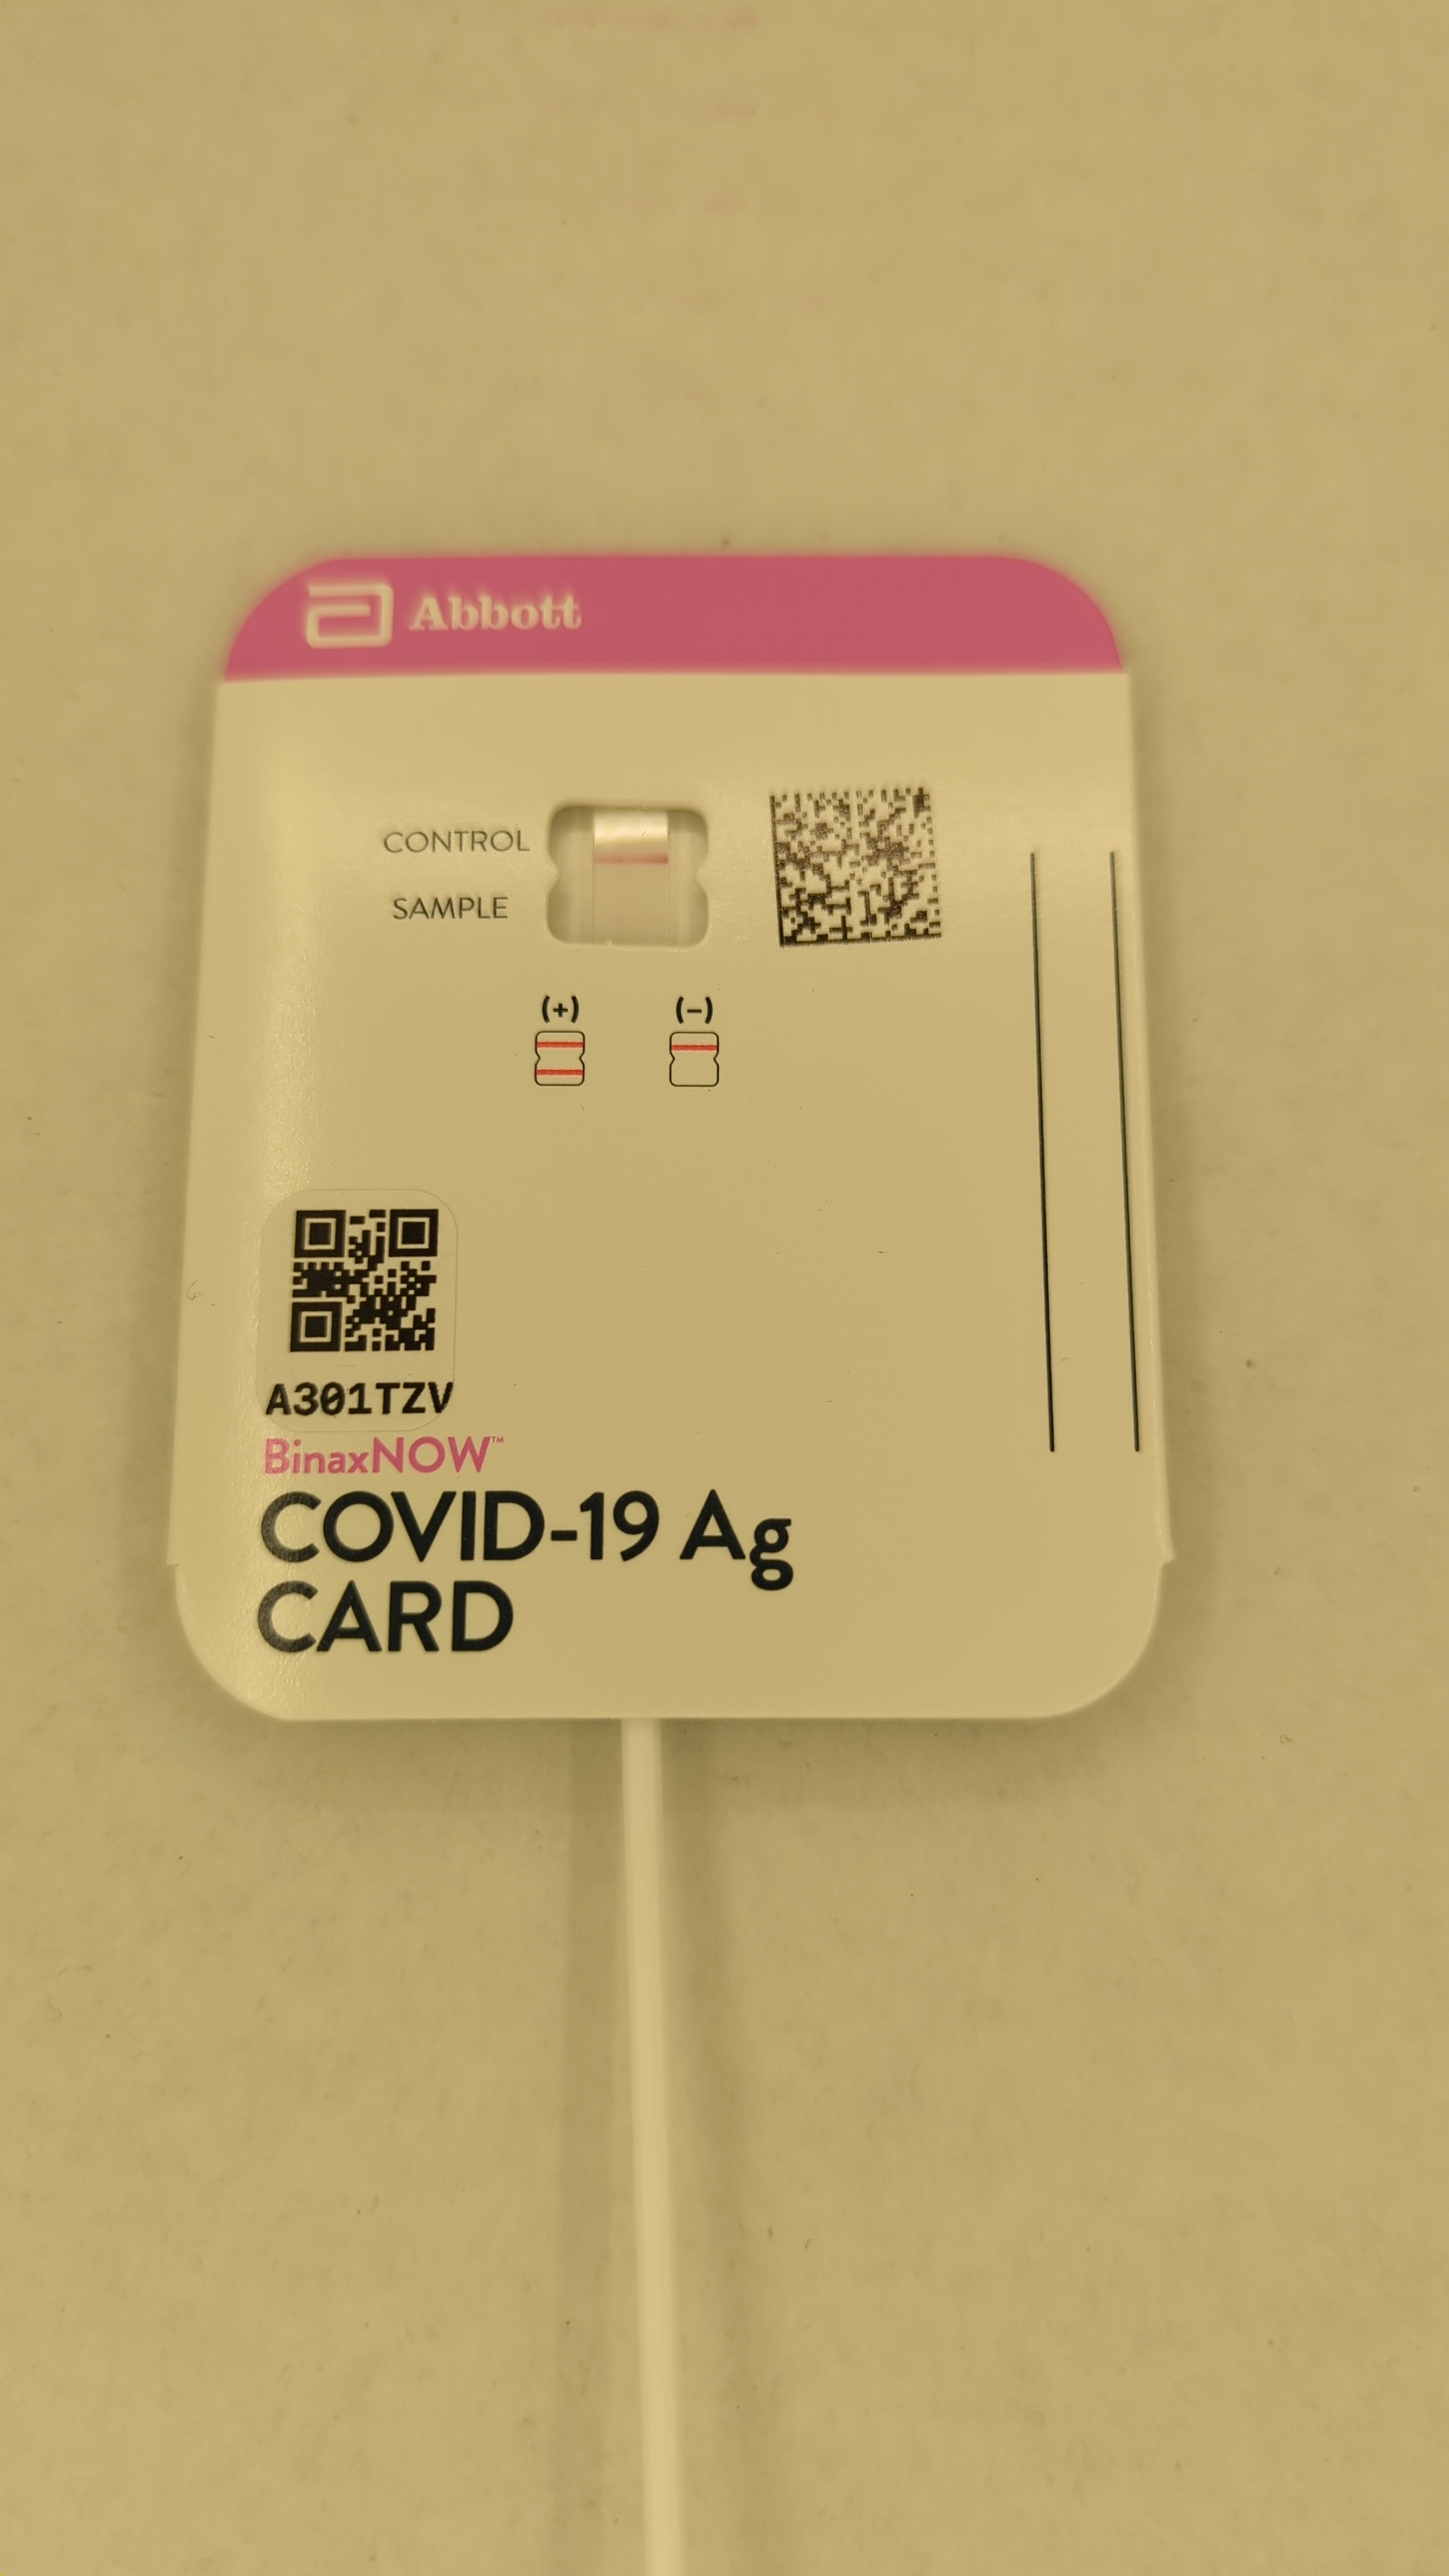 Abbott
CONTROL
SAMPLE
(+) (-)
A301TZV
BinaxNOW™
COVID-19 Ag
CARD